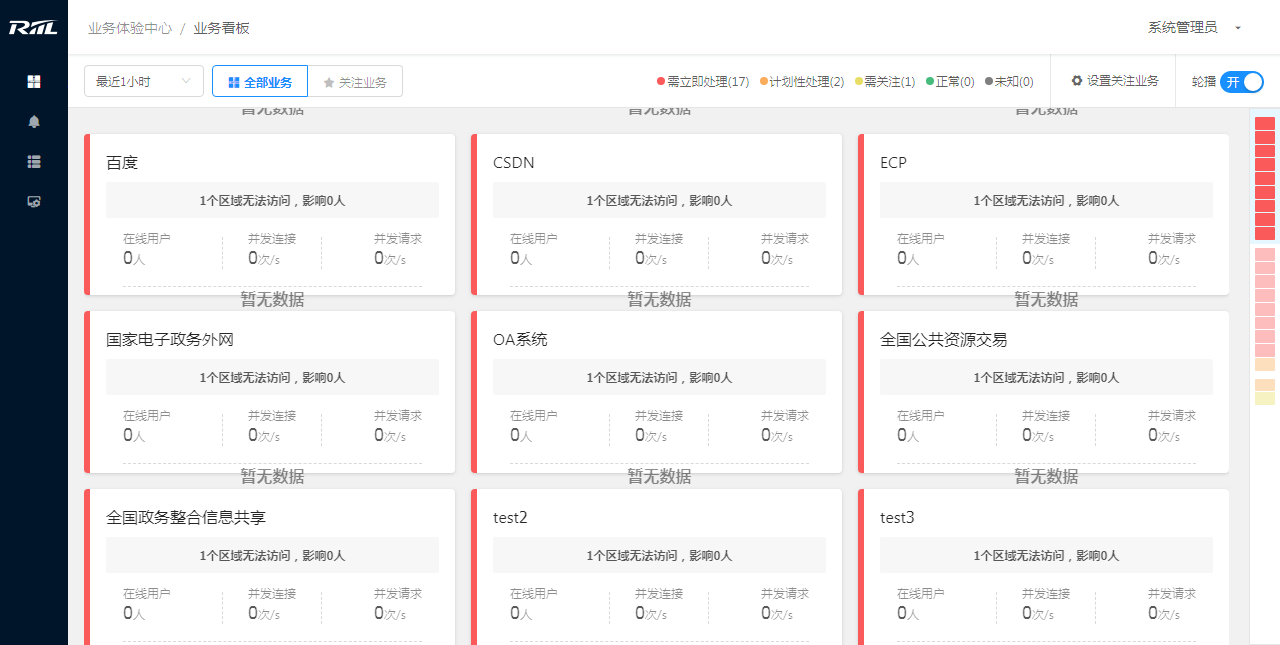 RIIL
业务体验中心 / 业务看板
系统管理员
最近1小时
全部业务
关注业务
需立即处理(17) 计划性处理(2) 需关注(1) 正常(0) 未知(0)
设置关注业务
轮播 开
暂无数据 暂无数据 暂无数据
百度 CSDN ECP
1个区域无法访问，影响0人 1个区域无法访问，影响0人 1个区域无法访问，影响0人
在线用户 并发连接 并发请求 在线用户 并发连接 并发请求 在线用户 并发连接 并发请求
0人 0次/s 0次/s 0人 0次/s 0次/s 0人 0次/s 0次/s
暂无数据 暂无数据 暂无数据
国家电子政务外网 OA系统 全国公共资源交易
1个区域无法访问，影响0人 1个区域无法访问，影响0人 1个区域无法访问，影响0人
在线用户 并发连接 并发请求 在线用户 并发连接 并发请求 在线用户 并发连接 并发请求
0人 0次/s 0次/s 0人 0次/s 0次/s 0人 0次/s 0次/s
暂无数据 暂无数据 暂无数据
全国政务整合信息共享 test2 test3
1个区域无法访问，影响0人 1个区域无法访问，影响0人 1个区域无法访问，影响0人
在线用户 并发连接 并发请求 在线用户 并发连接 并发请求 在线用户 并发连接 并发请求
0人 0次/s 0次/s 0人 0次/s 0次/s 0人 0次/s 0次/s